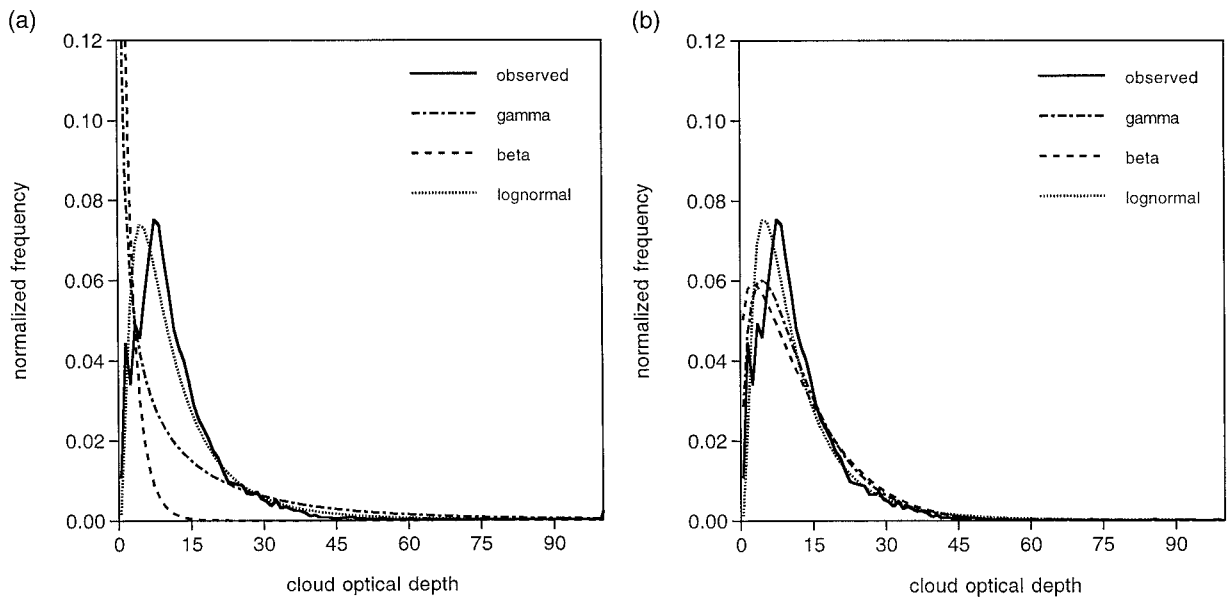 (a)
0.12
0.10
0.08
0.06
0.04
0.02
0.00
normalized frequency
observed
gamma
beta
lognormal
0 15 30 45 60 75 90
cloud optical depth
(b)
0.12
0.10
0.08
0.06
0.04
0.02
0.00
normalized frequency
observed
gamma
beta
lognormal
0 15 30 45 60 75 90
cloud optical depth